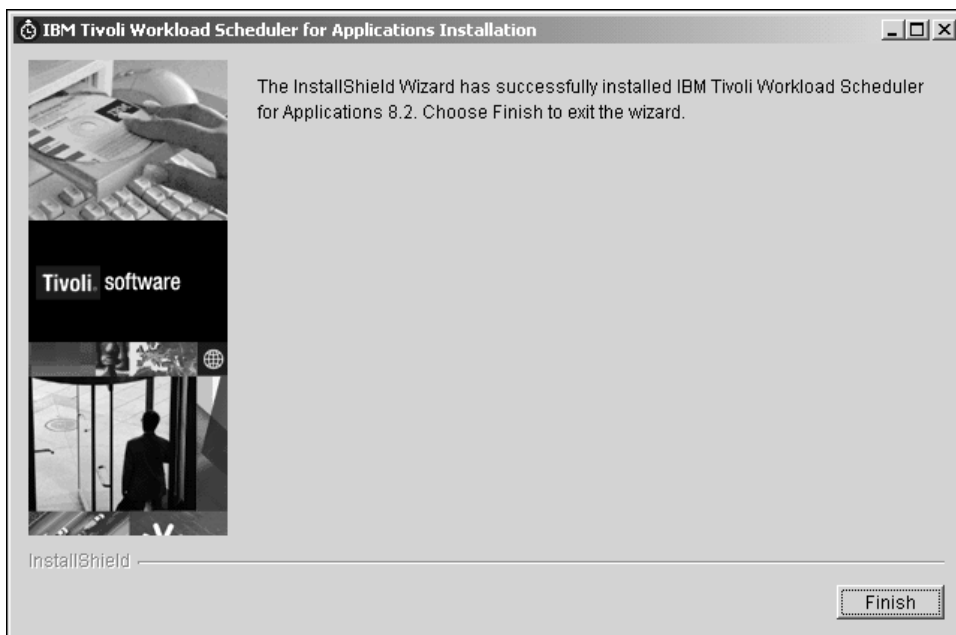 IBM Tivoli Workload Scheduler for Applications Installation
The InstallShield Wizard has successfully installed IBM Tivoli Workload Scheduler
for Applications 8.2. Choose Finish to exit the wizard.
Tivoli. software
InstallShield
Finish